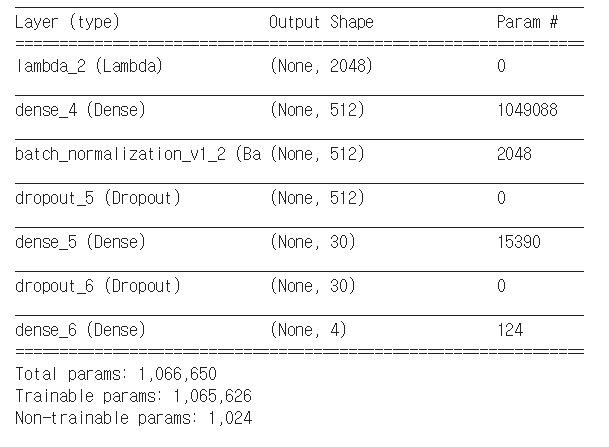 Layer (type) Output Shape Param #
=================================================================
lambda_2 (Lambda) (None, 2048) 0
dense_4 (Dense) (None, 512) 1049088
batch_normalization_v1_2 (Ba (None, 512) 2048
dropout_5 (Dropout) (None, 512) 0
dense_5 (Dense) (None, 30) 15390
dropout_6 (Dropout) (None, 30) 0
dense_6 (Dense) (None, 4) 124
=================================================================
Total params: 1,066,650
Trainable params: 1,065,626
Non-trainable params: 1,024